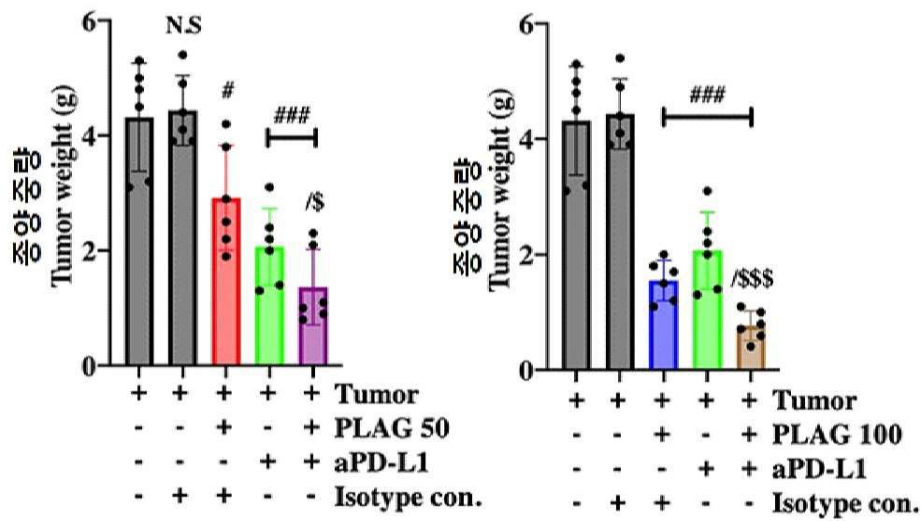 6
N.S
#
###
4
/$
2
0
종양 중량
Tumor weight (g)
+ + + + + Tumor
- - + - + PLAG 50
- - - + + aPD-L1
- + + - - Isotype con.
6
###
4
/$$$
2
0
종양 중량
Tumor weight (g)
+ + + + + Tumor
- - + - + PLAG 100
- - - + + aPD-L1
- + + - - Isotype con.